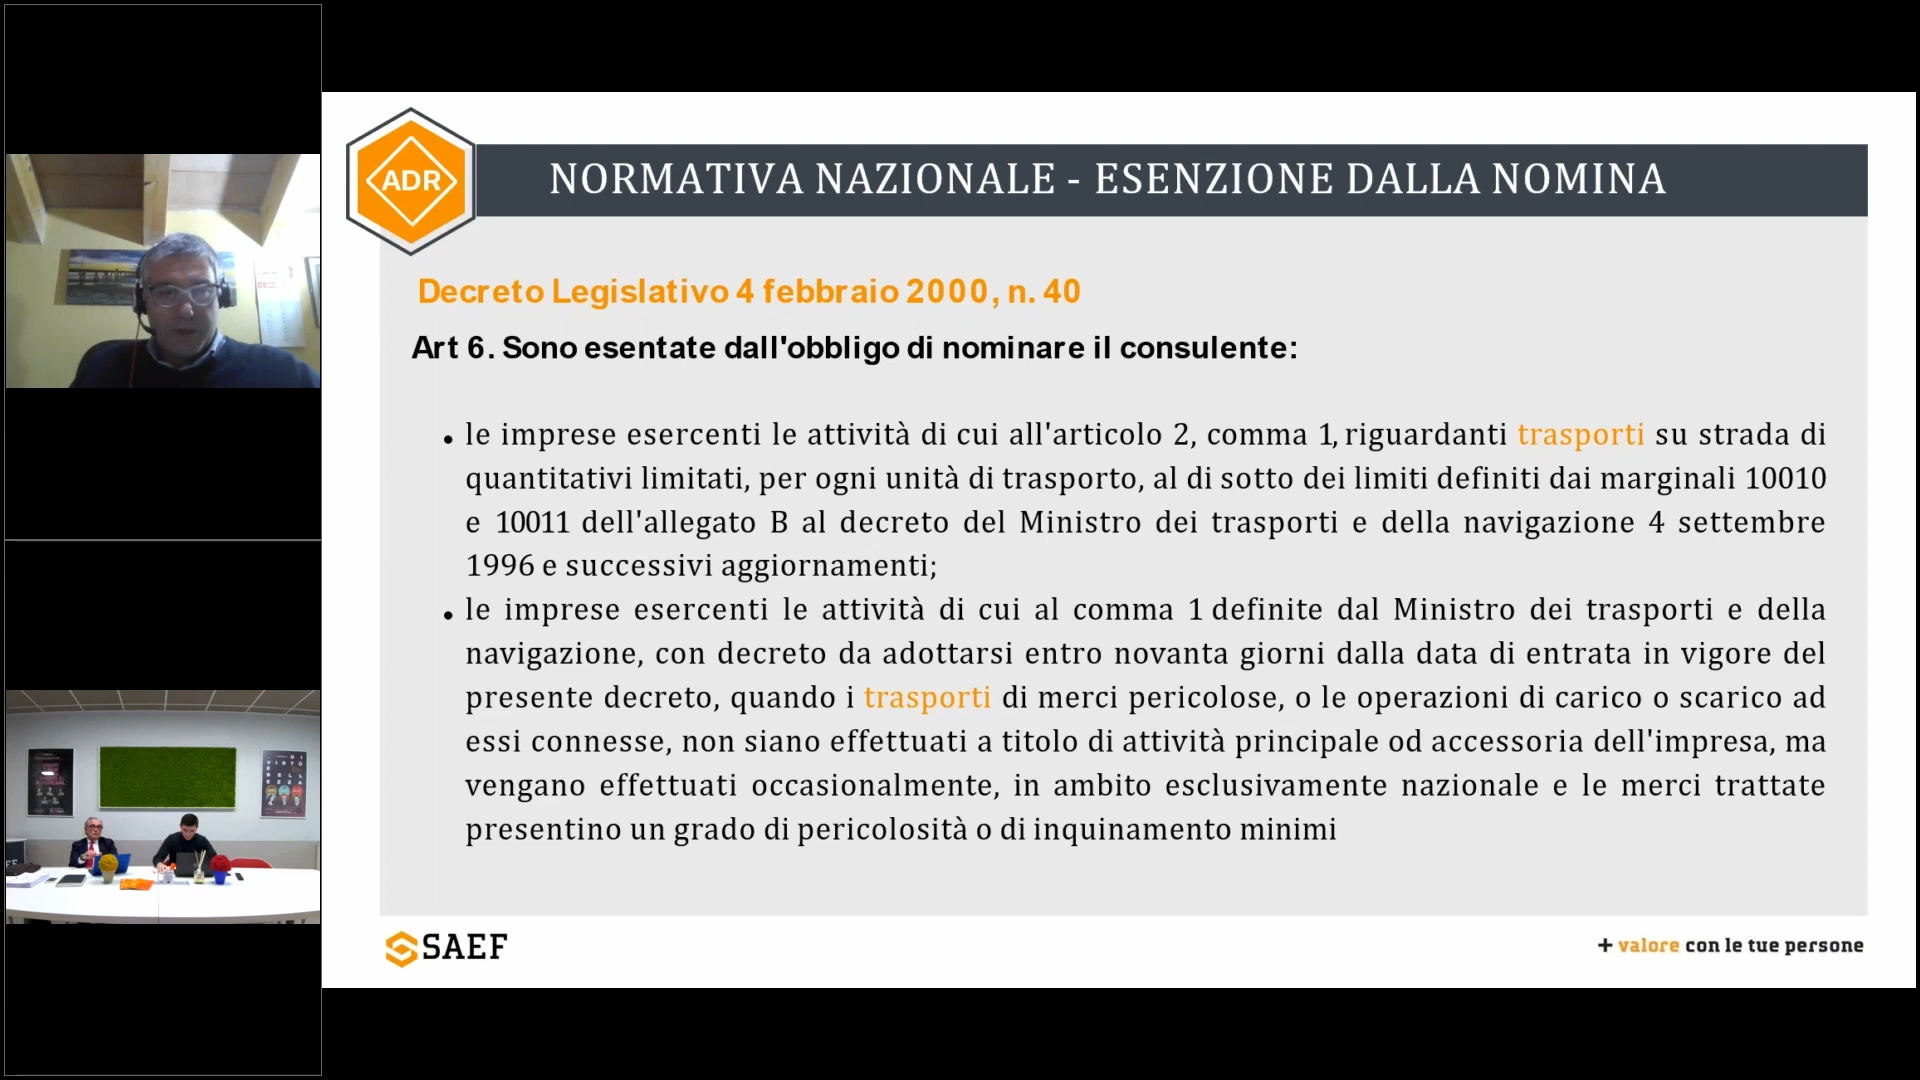 ADR
NORMATIVA NAZIONALE - ESENZIONE DALLA NOMINA
Decreto Legislativo 4 febbraio 2000, n. 40
Art 6. Sono esentate dall'obbligo di nominare il consulente:
• le imprese esercenti le attività di cui all'articolo 2, comma 1, riguardanti trasporti su strada di
quantitativi limitati, per ogni unità di trasporto, al di sotto dei limiti definiti dai marginali 10010
e 10011 dell'allegato B al decreto del Ministro dei trasporti e della navigazione 4 settembre
1996 e successivi aggiornamenti;
• le imprese esercenti le attività di cui al comma 1 definite dal Ministro dei trasporti e della
navigazione, con decreto da adottarsi entro novanta giorni dalla data di entrata in vigore del
presente decreto, quando i trasporti di merci pericolose, o le operazioni di carico o scarico ad
essi connesse, non siano effettuati a titolo di attività principale od accessoria dell'impresa, ma
vengano effettuati occasionalmente, in ambito esclusivamente nazionale e le merci trattate
presentino un grado di pericolosità o di inquinamento minimi
SAEF
+ valore con le tue persone